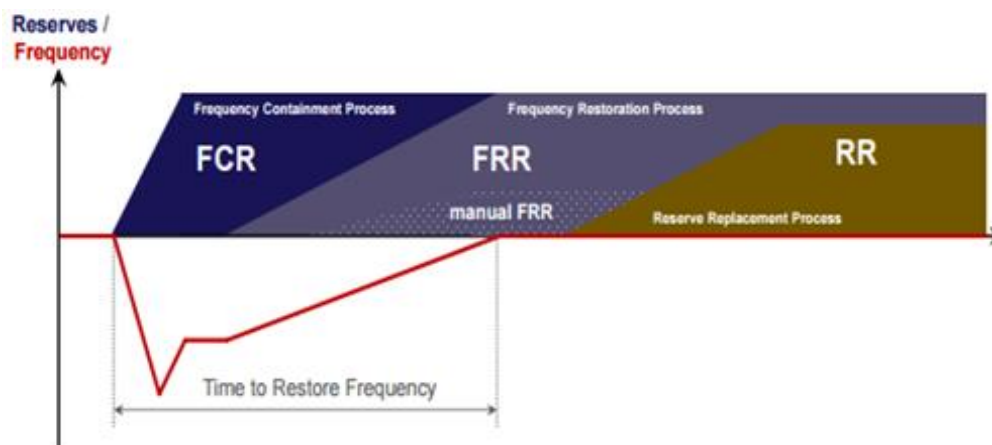 Reserves /
Frequency
Frequency Containment Process
Frequency Restoration Process
FCR
FRR
RR
manual FRR
Reserve Replacement Process
Time to Restore Frequency